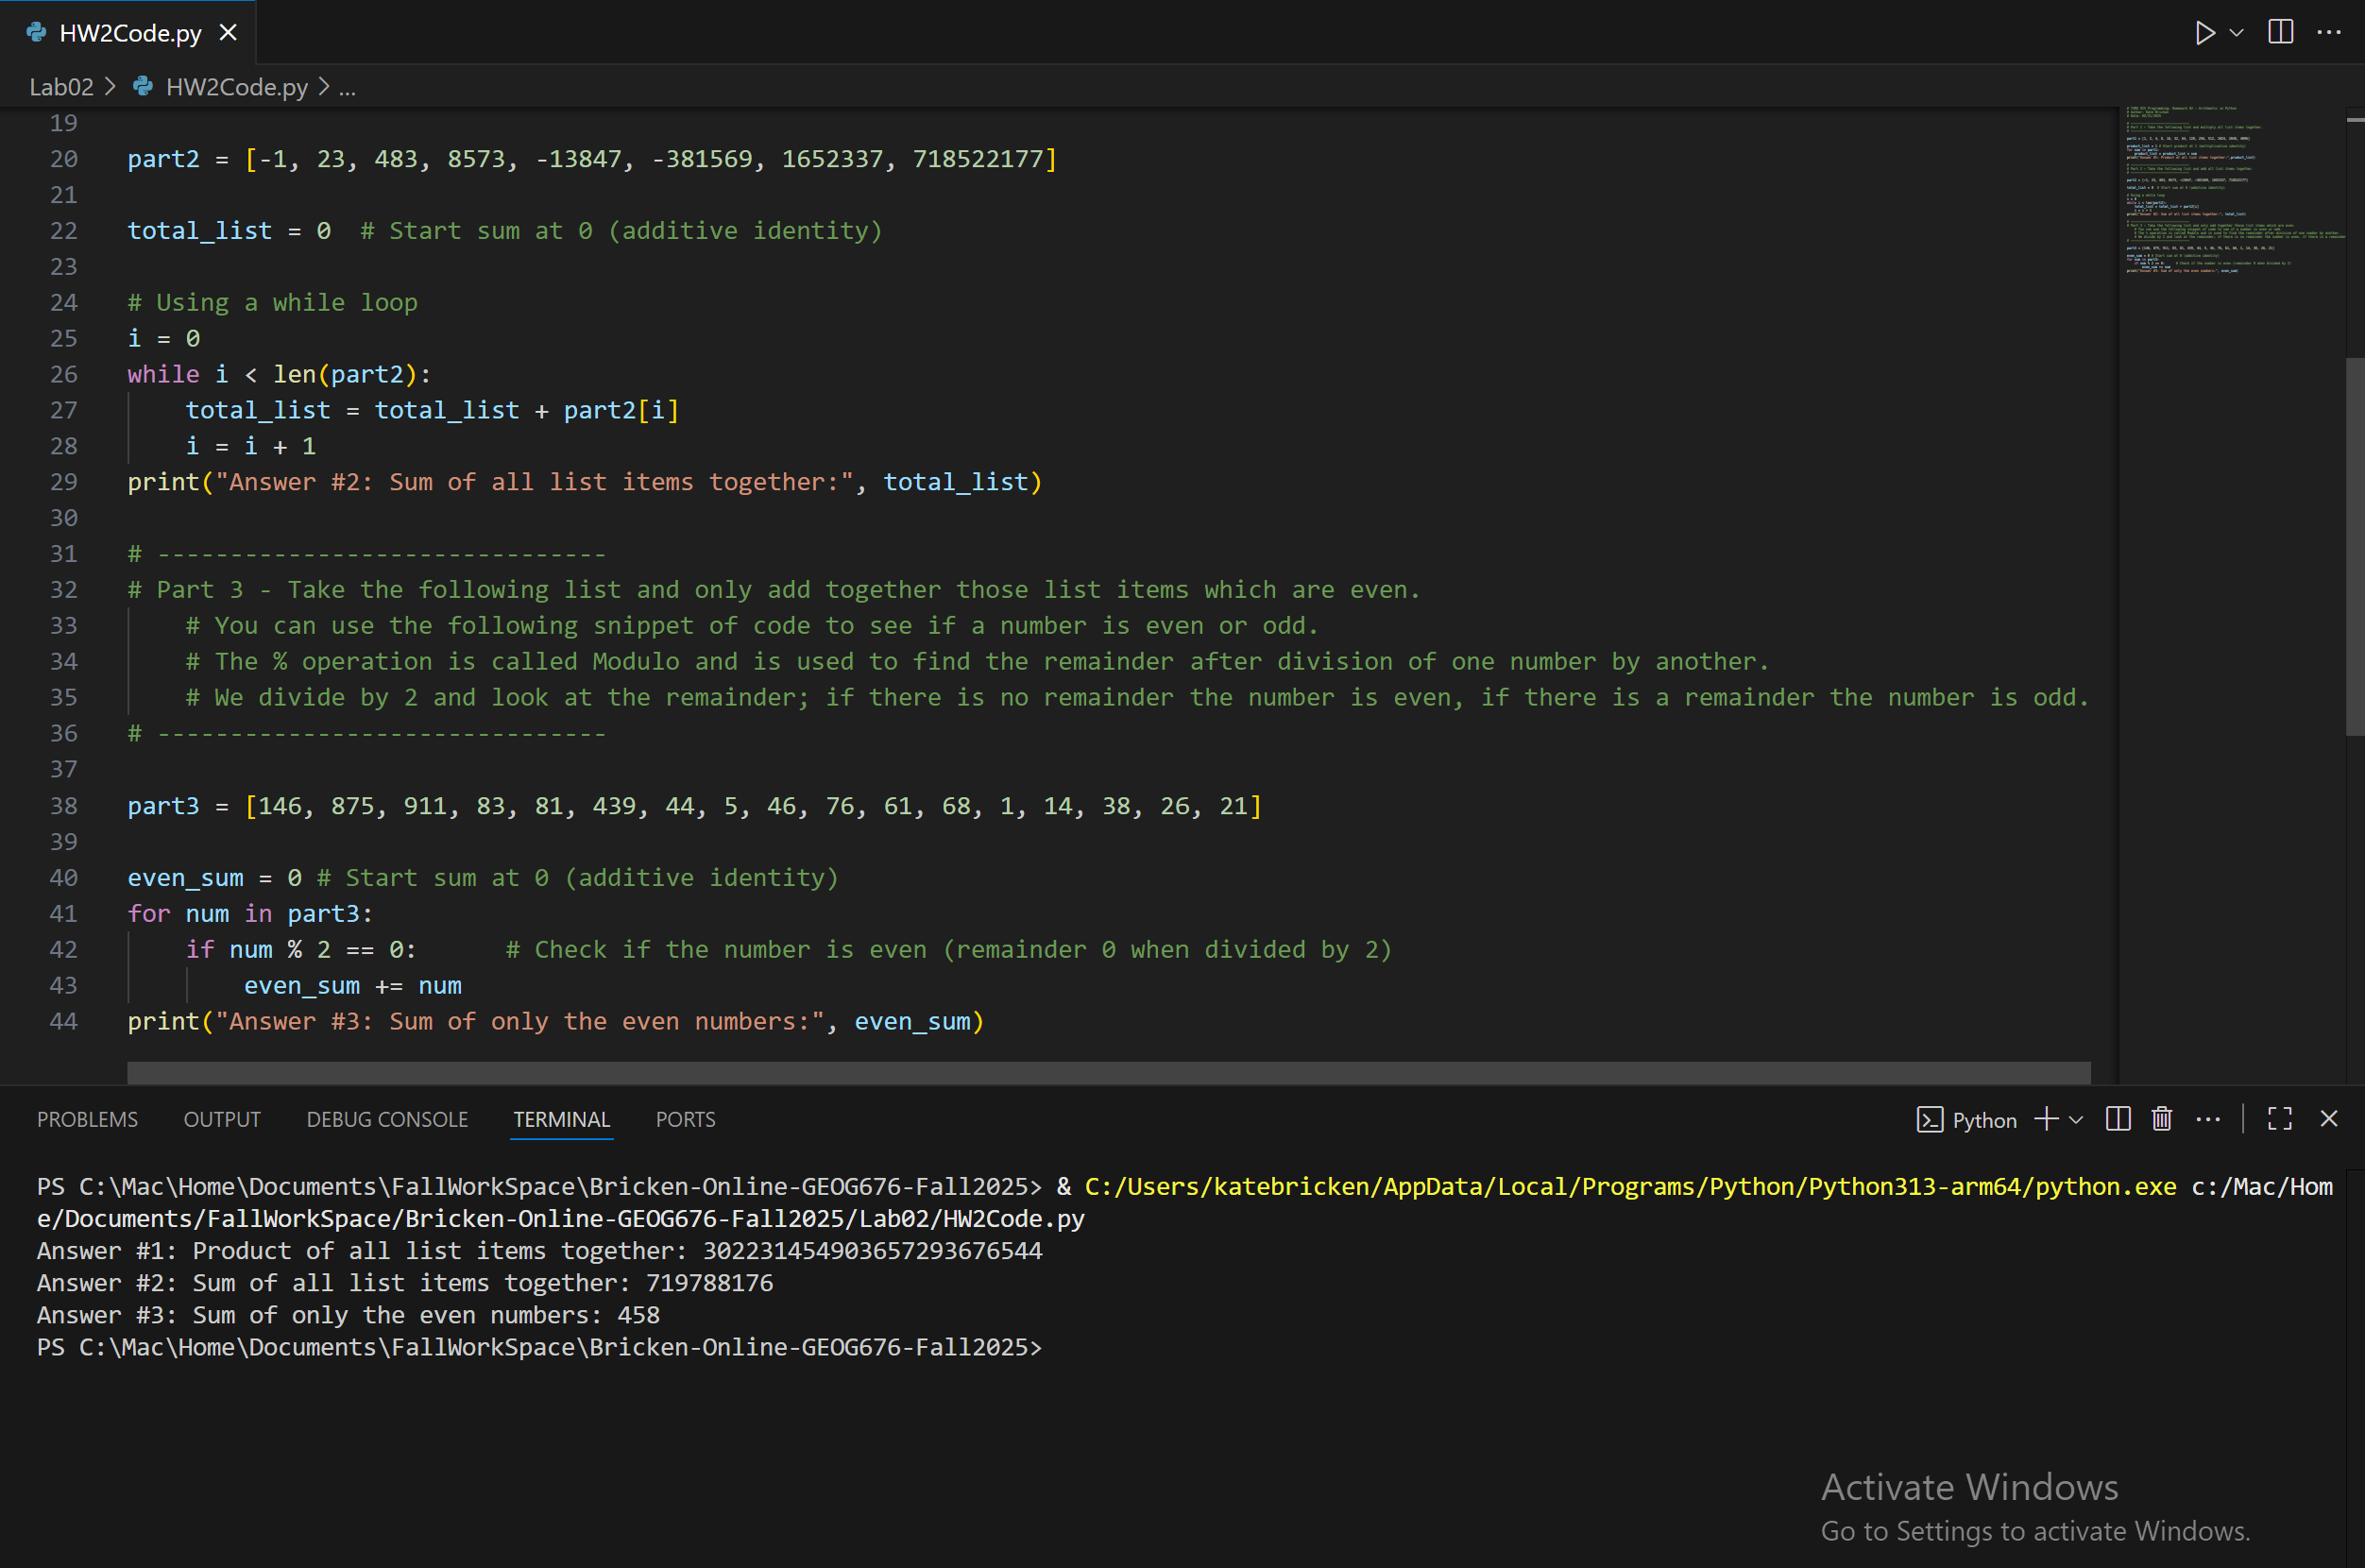 HW2Code.py
Lab02 > HW2Code.py > ...
19
20 part2 = [-1, 23, 483, 8573, -13847, -381569, 1652337, 718522177]
21
22 total_list = 0  # Start sum at 0 (additive identity)
23
24 # Using a while loop
25 i = 0
26 while i < len(part2):
27     total_list = total_list + part2[i]
28     i = i + 1
29 print("Answer #2: Sum of all list items together:", total_list)
30
31 # -------------------------------
32 # Part 3 - Take the following list and only add together those list items which are even.
33     # You can use the following snippet of code to see if a number is even or odd.
34     # The % operation is called Modulo and is used to find the remainder after division of one number by another.
35     # We divide by 2 and look at the remainder; if there is no remainder the number is even, if there is a remainder the number is odd.
36 # -------------------------------
37
38 part3 = [146, 875, 911, 83, 81, 439, 44, 5, 46, 76, 61, 68, 1, 14, 38, 26, 21]
39
40 even_sum = 0 # Start sum at 0 (additive identity)
41 for num in part3:
42     if num % 2 == 0:      # Check if the number is even (remainder 0 when divided by 2)
43         even_sum += num
44 print("Answer #3: Sum of only the even numbers:", even_sum)
PROBLEMS OUTPUT DEBUG CONSOLE TERMINAL PORTS Python
PS C:\Mac\Home\Documents\FallWorkSpace\Bricken-Online-GEOG676-Fall2025> & C:/Users/katebricken/AppData/Local/Programs/Python/Python313-arm64/python.exe c:/Mac/Hom
e/Documents/FallWorkSpace/Bricken-Online-GEOG676-Fall2025/Lab02/HW2Code.py
Answer #1: Product of all list items together: 302231454903657293676544
Answer #2: Sum of all list items together: 719788176
Answer #3: Sum of only the even numbers: 458
PS C:\Mac\Home\Documents\FallWorkSpace\Bricken-Online-GEOG676-Fall2025>
Activate Windows
Go to Settings to activate Windows.